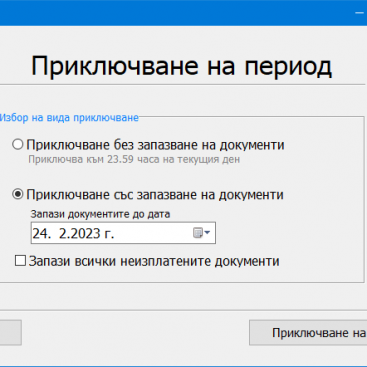 Приключване на период
Избор на вида приключване
Приключване без запазване на документи
Приключва към 23.59 часа на текущия ден
Приключване със запазване на документи
Запази документите до дата
24. 2.2023 г.
Запази всички неизплатените документи
Приключване на